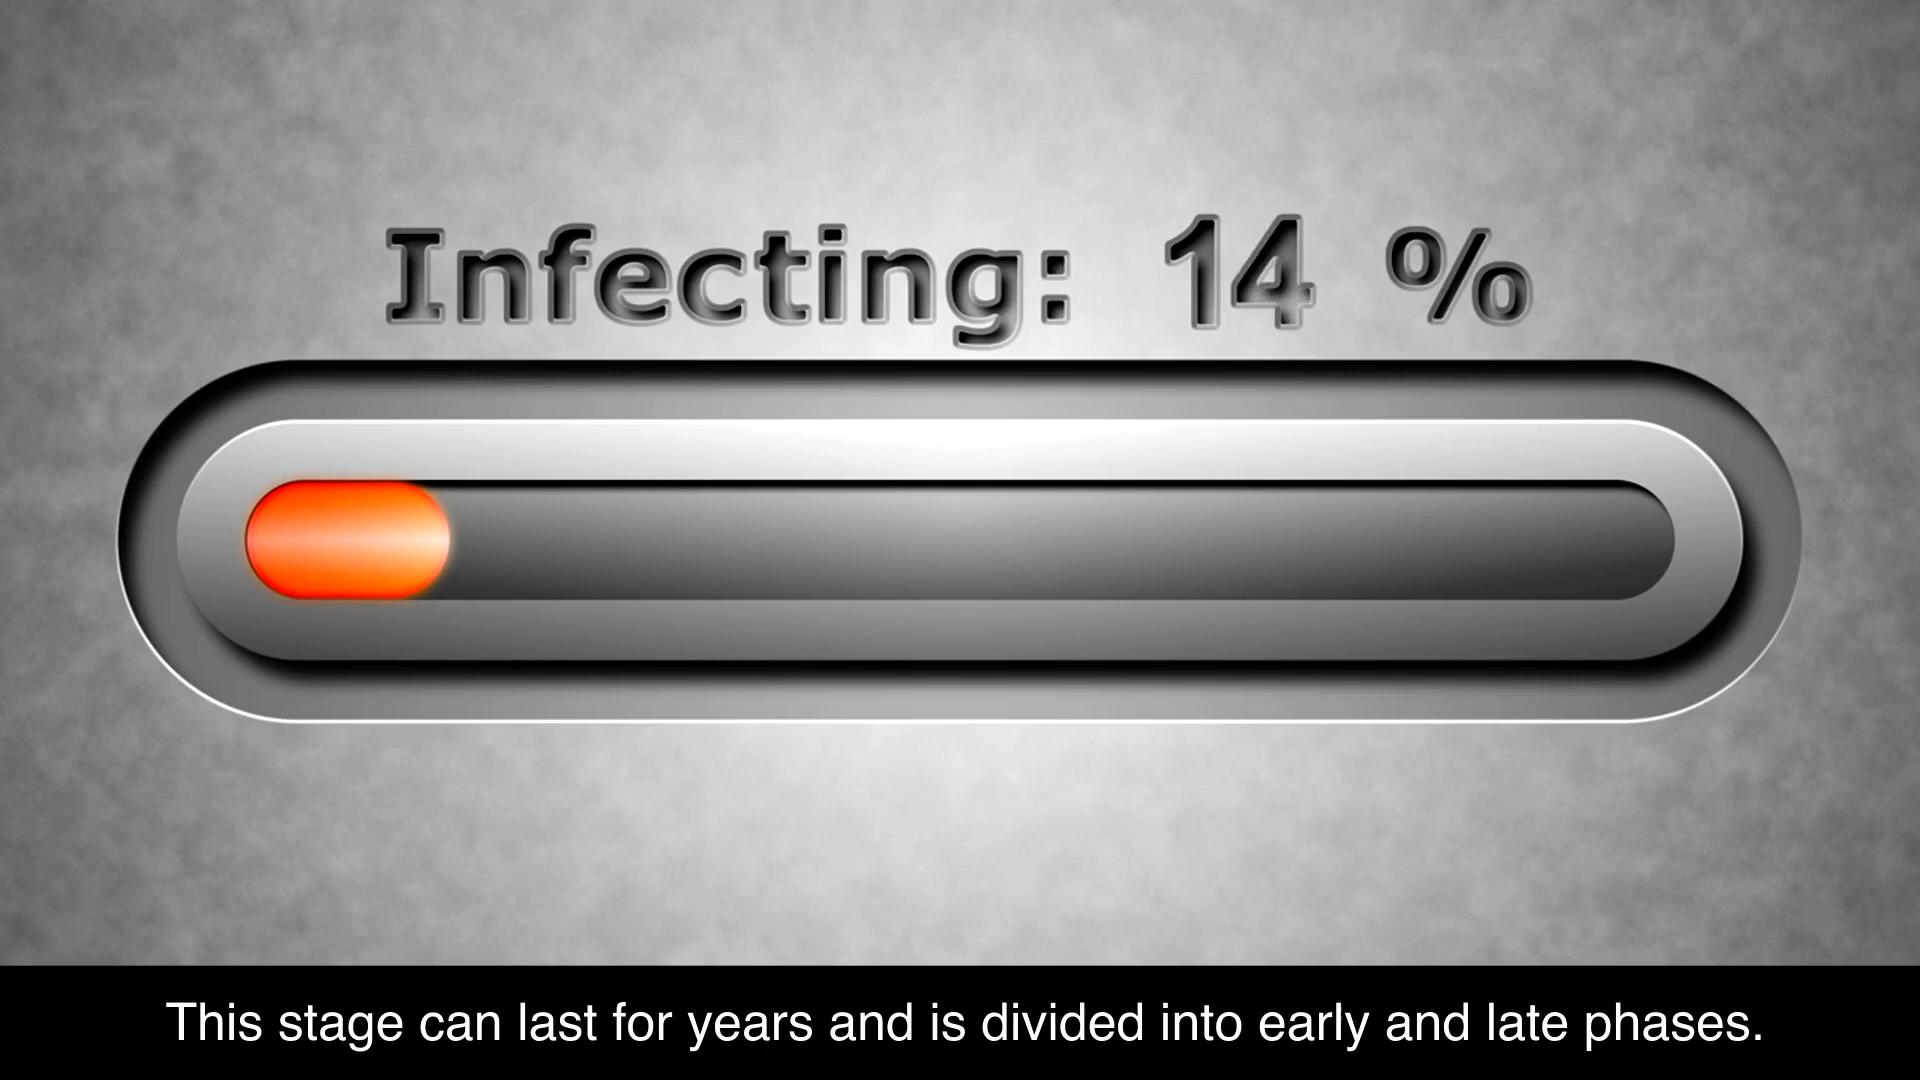 Infecting: 14 %
This stage can last for years and is divided into early and late phases.